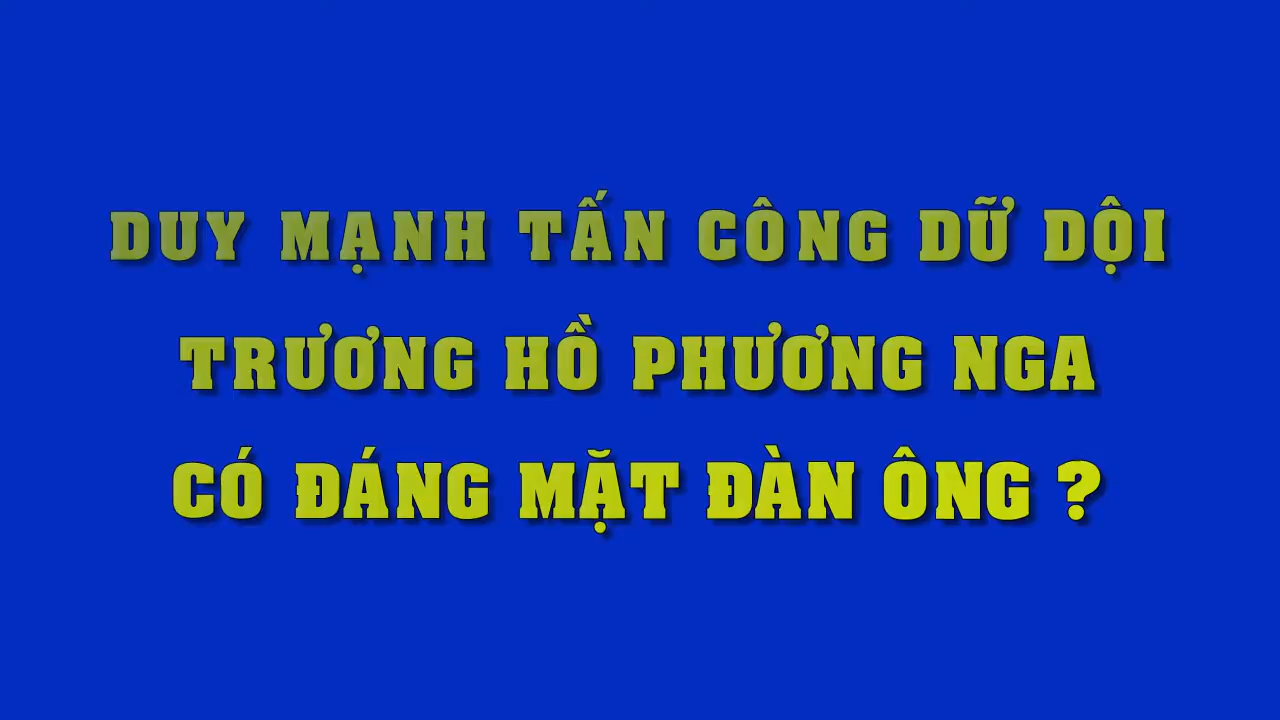 DUY MẠNH TẤN CÔNG DỮ DỘI
TRƯƠNG HỒ PHƯƠNG NGA
CÓ ĐÁNG MẶT ĐÀN ÔNG ?